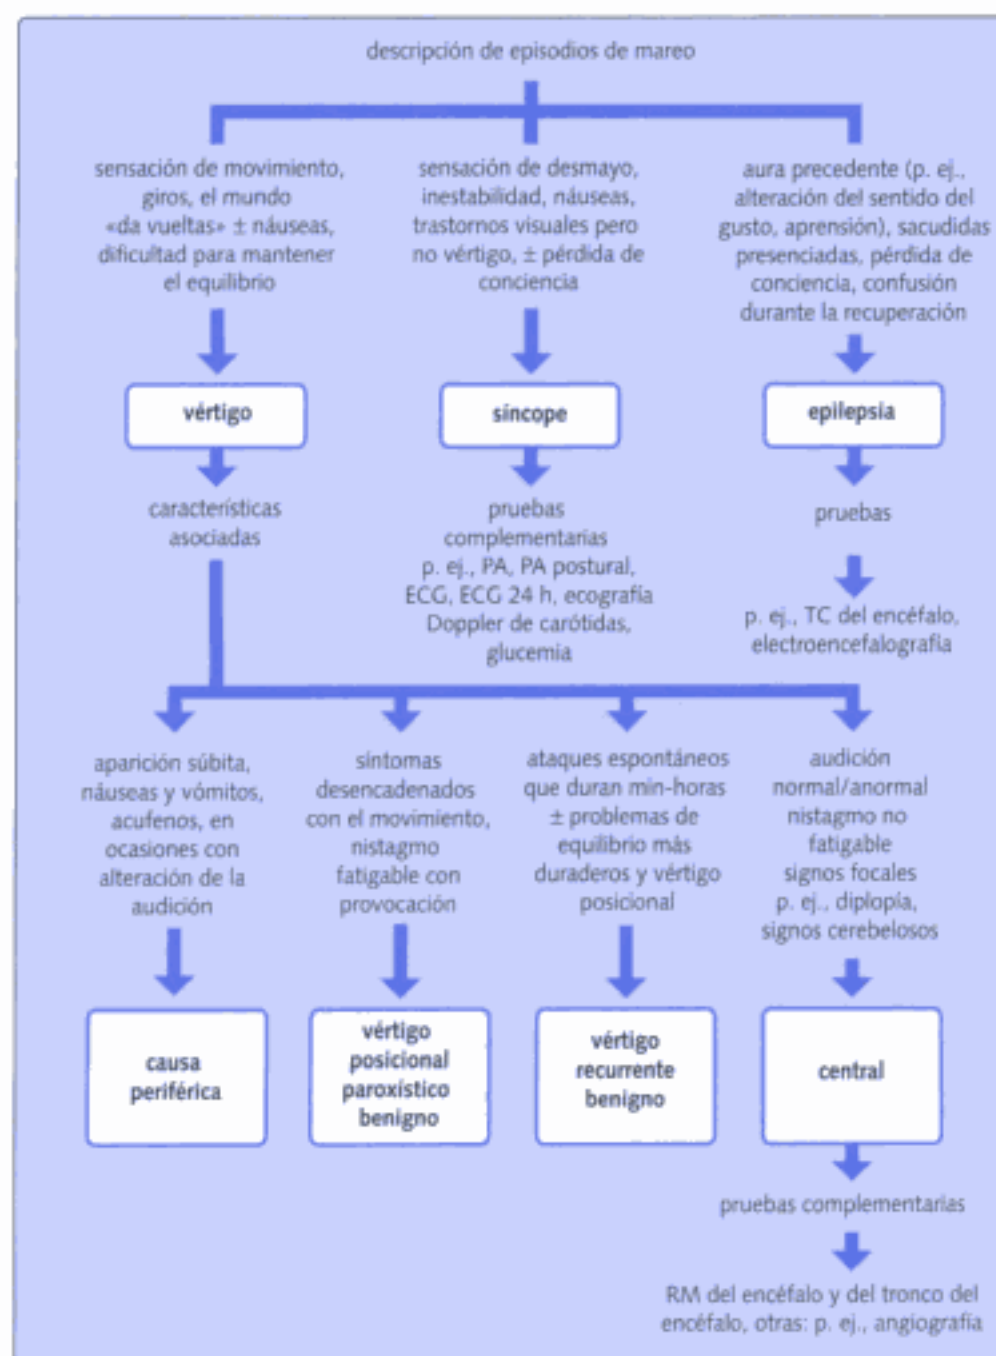 descripción de episodios de mareo
sensación de movimiento,
giros, el mundo
«da vueltas» ± náuseas,
dificultad para mantener
el equilibrio
sensación de desmayo,
inestabilidad, náuseas,
trastornos visuales pero
no vértigo, ± pérdida de
conciencia
aura precedente (p. ej.,
alteración del sentido del
gusto, aprensión), sacudidas
presenciadas, pérdida de
conciencia, confusión
durante la recuperación
vértigo
síncope
epilepsia
características
asociadas
pruebas
complementarias
p. ej., PA, PA postural,
ECG, ECG 24 h, ecografía
Doppler de carótidas,
glucemia
pruebas
p. ej., TC del encéfalo,
electroencefalografía
aparición súbita,
náuseas y vómitos,
acufenos, en
ocasiones con
alteración de la
audición
síntomas
desencadenados
con el movimiento,
nistagmo
fatigable con
provocación
ataques espontáneos
que duran min-horas
± problemas de
equilibrio más
duraderos y vértigo
posicional
audición
normal/anormal
nistagmo no
fatigable
signos focales
p. ej., diplopía,
signos cerebelosos
causa
periférica
vértigo
posicional
paroxístico
benigno
vértigo
recurrente
benigno
central
pruebas complementarias
RM del encéfalo y del tronco del
encéfalo, otras: p. ej., angiografía